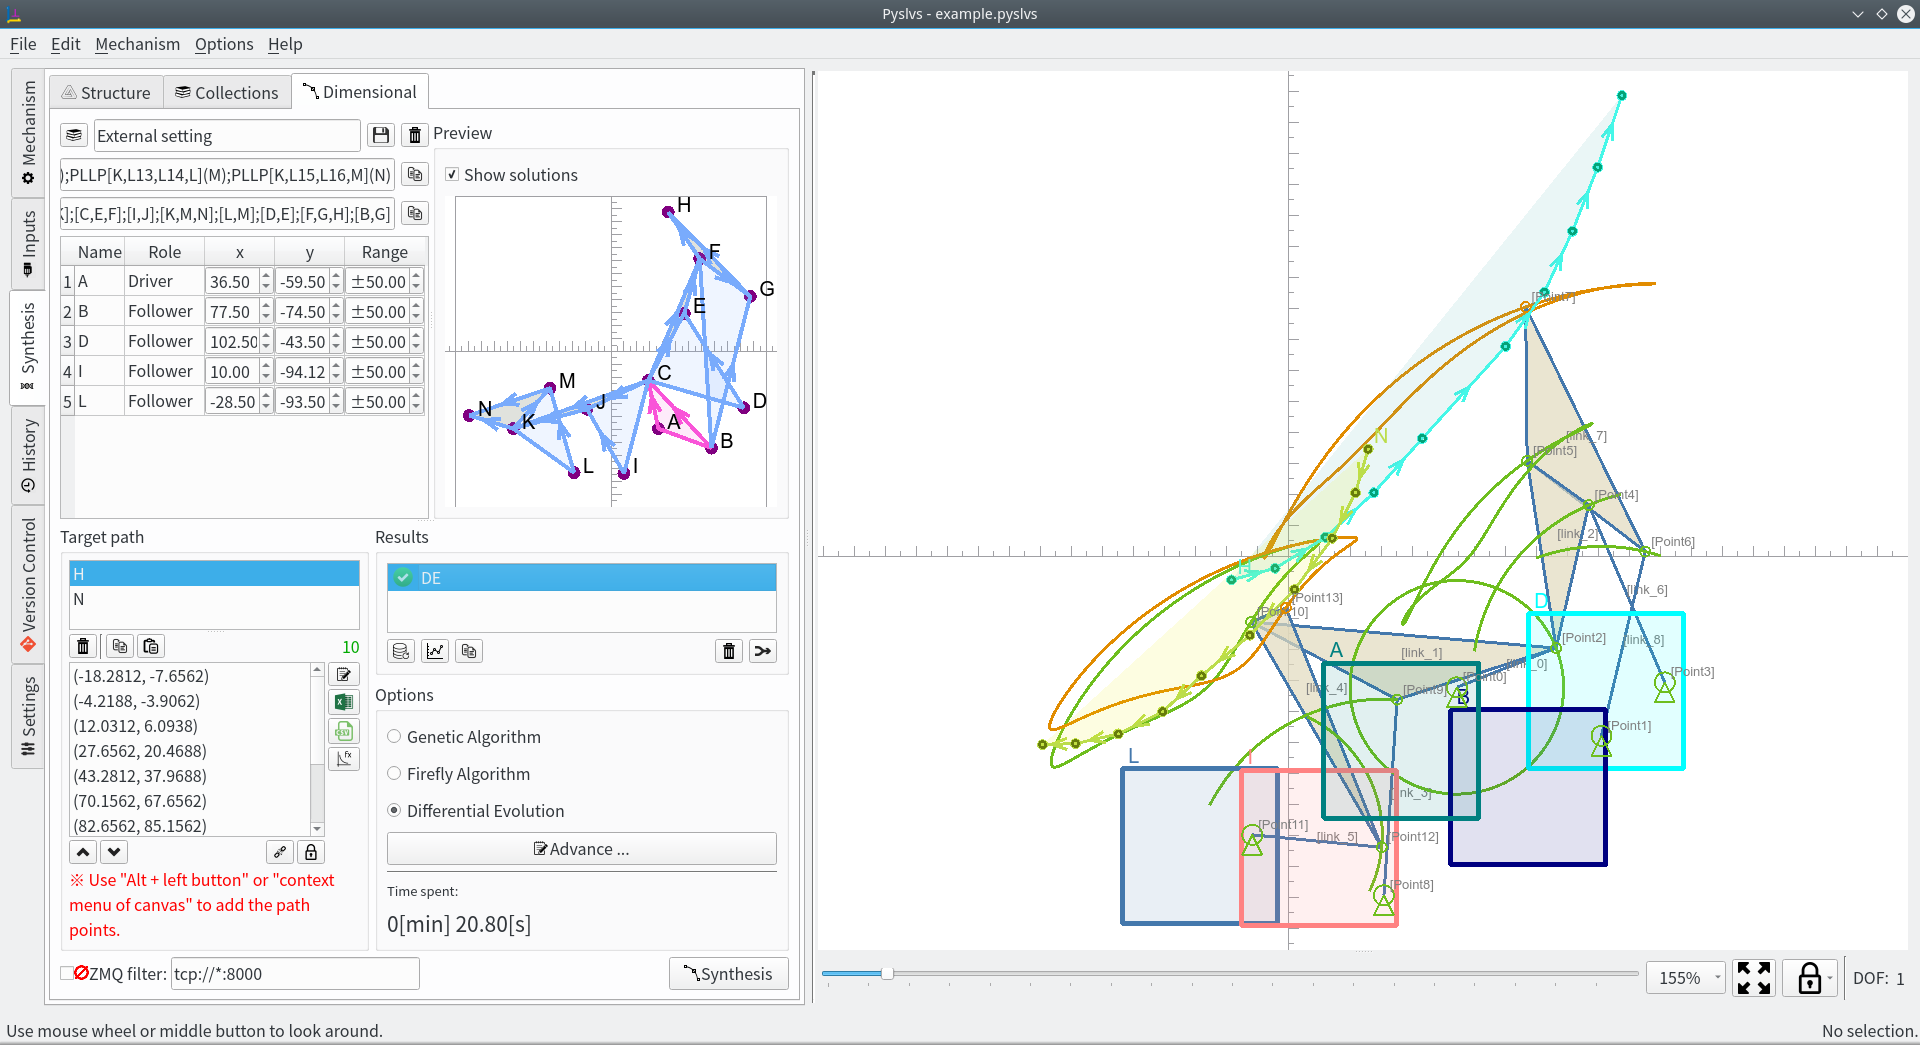 Pyslvs - example.pyslvs
File Edit Mechanism Options Help
Mechanism
Inputs
Synthesis
History
Version Control
Settings
Structure
Collections
Dimensional
External setting
);PLLP[K,L13,L14,L](M);PLLP[K,L15,L16,M](N)
];[C,E,F];[I,J];[K,M,N];[L,M];[D,E];[F,G,H];[B,G]
Name Role x y Range
1 A Driver 36.50 -59.50 ±50.00
2 B Follower 77.50 -74.50 ±50.00
3 D Follower 102.50 -43.50 ±50.00
4 I Follower 10.00 -94.12 ±50.00
5 L Follower -28.50 -93.50 ±50.00
Preview
Show solutions
H
F
G
E
C
M
J
D
N
K
A
B
L
I
Target path
H
N
10
(-18.2812, -7.6562)
(-4.2188, -3.9062)
(12.0312, 6.0938)
(27.6562, 20.4688)
(43.2812, 37.9688)
(70.1562, 67.6562)
(82.6562, 85.1562)
※ Use "Alt + left button" or "context
menu of canvas" to add the path
points.
Results
DE
Options
Genetic Algorithm
Firefly Algorithm
Differential Evolution
Advance ...
Time spent:
0[min] 20.80[s]
ZMQ filter:
tcp://*:8000
Synthesis
[Point7]
N
[link_7]
[Point5]
[Point4]
[link_2]
[Point6]
H
[link_6]
D
[Point13]
[Point10]
[Point2]
[link_8]
A
[link_1]
[link_0]
[Point3]
[link_4]
[Point9]
[Point0]
B
[Point1]
L
I
[link_3]
[Point11]
[link_5]
[Point12]
[Point8]
155%
DOF: 1
Use mouse wheel or middle button to look around.
No selection.